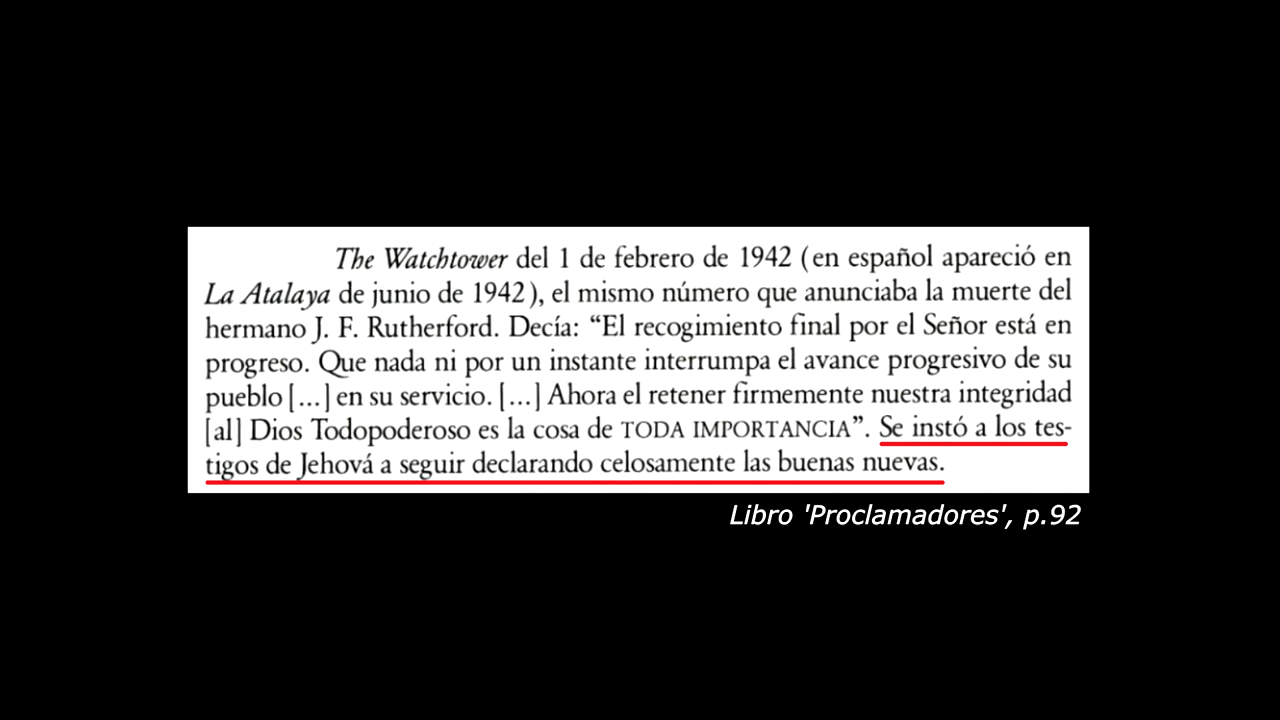 The Watchtower del 1 de febrero de 1942 (en español apareció en
La Atalaya de junio de 1942), el mismo número que anunciaba la muerte del
hermano J. F. Rutherford. Decía: “El recogimiento final por el Señor está en
progreso. Que nada ni por un instante interrumpa el avance progresivo de su
pueblo [...] en su servicio. [...] Ahora el retener firmemente nuestra integridad
[al] Dios Todopoderoso es la cosa de TODA IMPORTANCIA”. Se instó a los tes-
tigos de Jehová a seguir declarando celosamente las buenas nuevas.
Libro 'Proclamadores', p.92